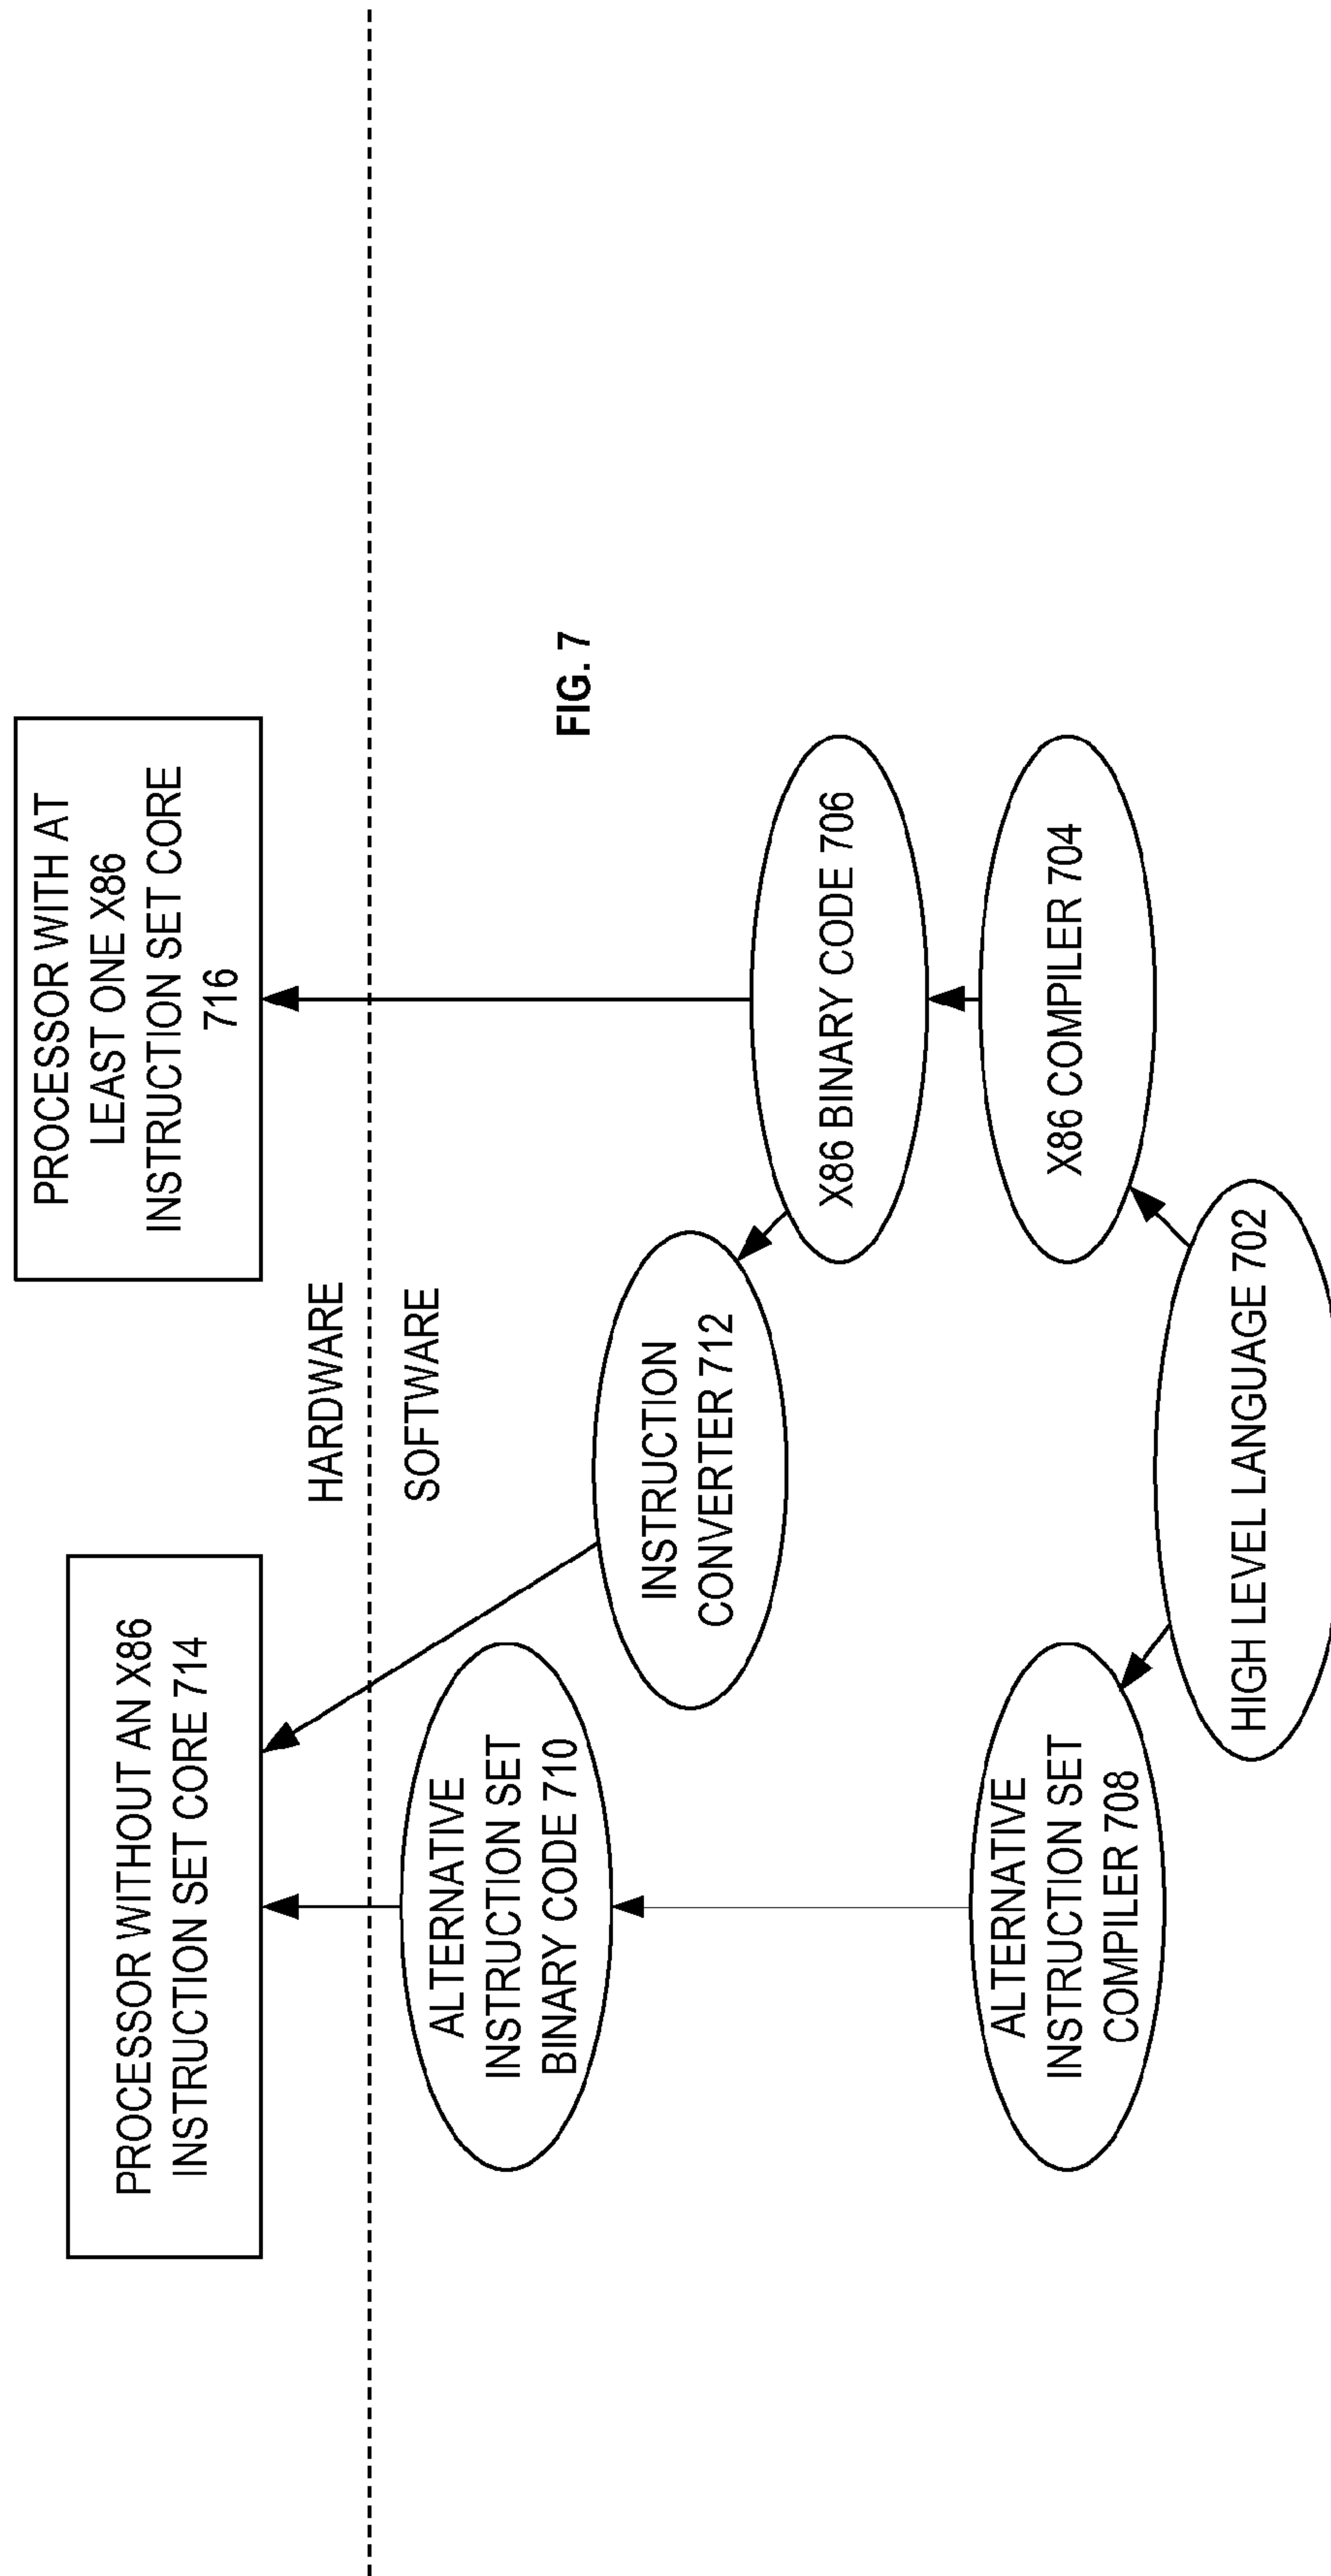 PROCESSOR WITHOUT AN X86
INSTRUCTION SET CORE 714
PROCESSOR WITH AT
LEAST ONE X86
INSTRUCTION SET CORE
716
HARDWARE
SOFTWARE
ALTERNATIVE
INSTRUCTION SET
BINARY CODE 710
INSTRUCTION
CONVERTER 712
FIG. 7
X86 BINARY CODE 706
ALTERNATIVE
INSTRUCTION SET
COMPILER 708
X86 COMPILER 704
HIGH LEVEL LANGUAGE 702